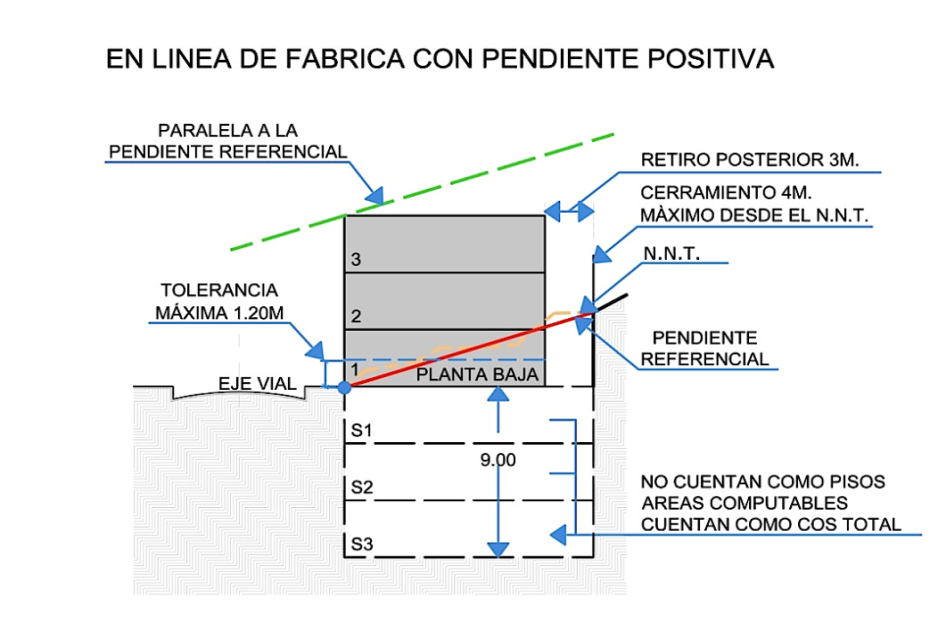 EN LINEA DE FABRICA CON PENDIENTE POSITIVA
PARALELA A LA
PENDIENTE REFERENCIAL
RETIRO POSTERIOR 3M.
CERRAMIENTO 4M.
MÀXIMO DESDE EL N.N.T.
N.N.T.
3
TOLERANCIA
MÁXIMA 1.20M
2
PENDIENTE
REFERENCIAL
1
PLANTA BAJA
EJE VIAL
S1
9.00
S2
NO CUENTAN COMO PISOS
AREAS COMPUTABLES
CUENTAN COMO COS TOTAL
S3